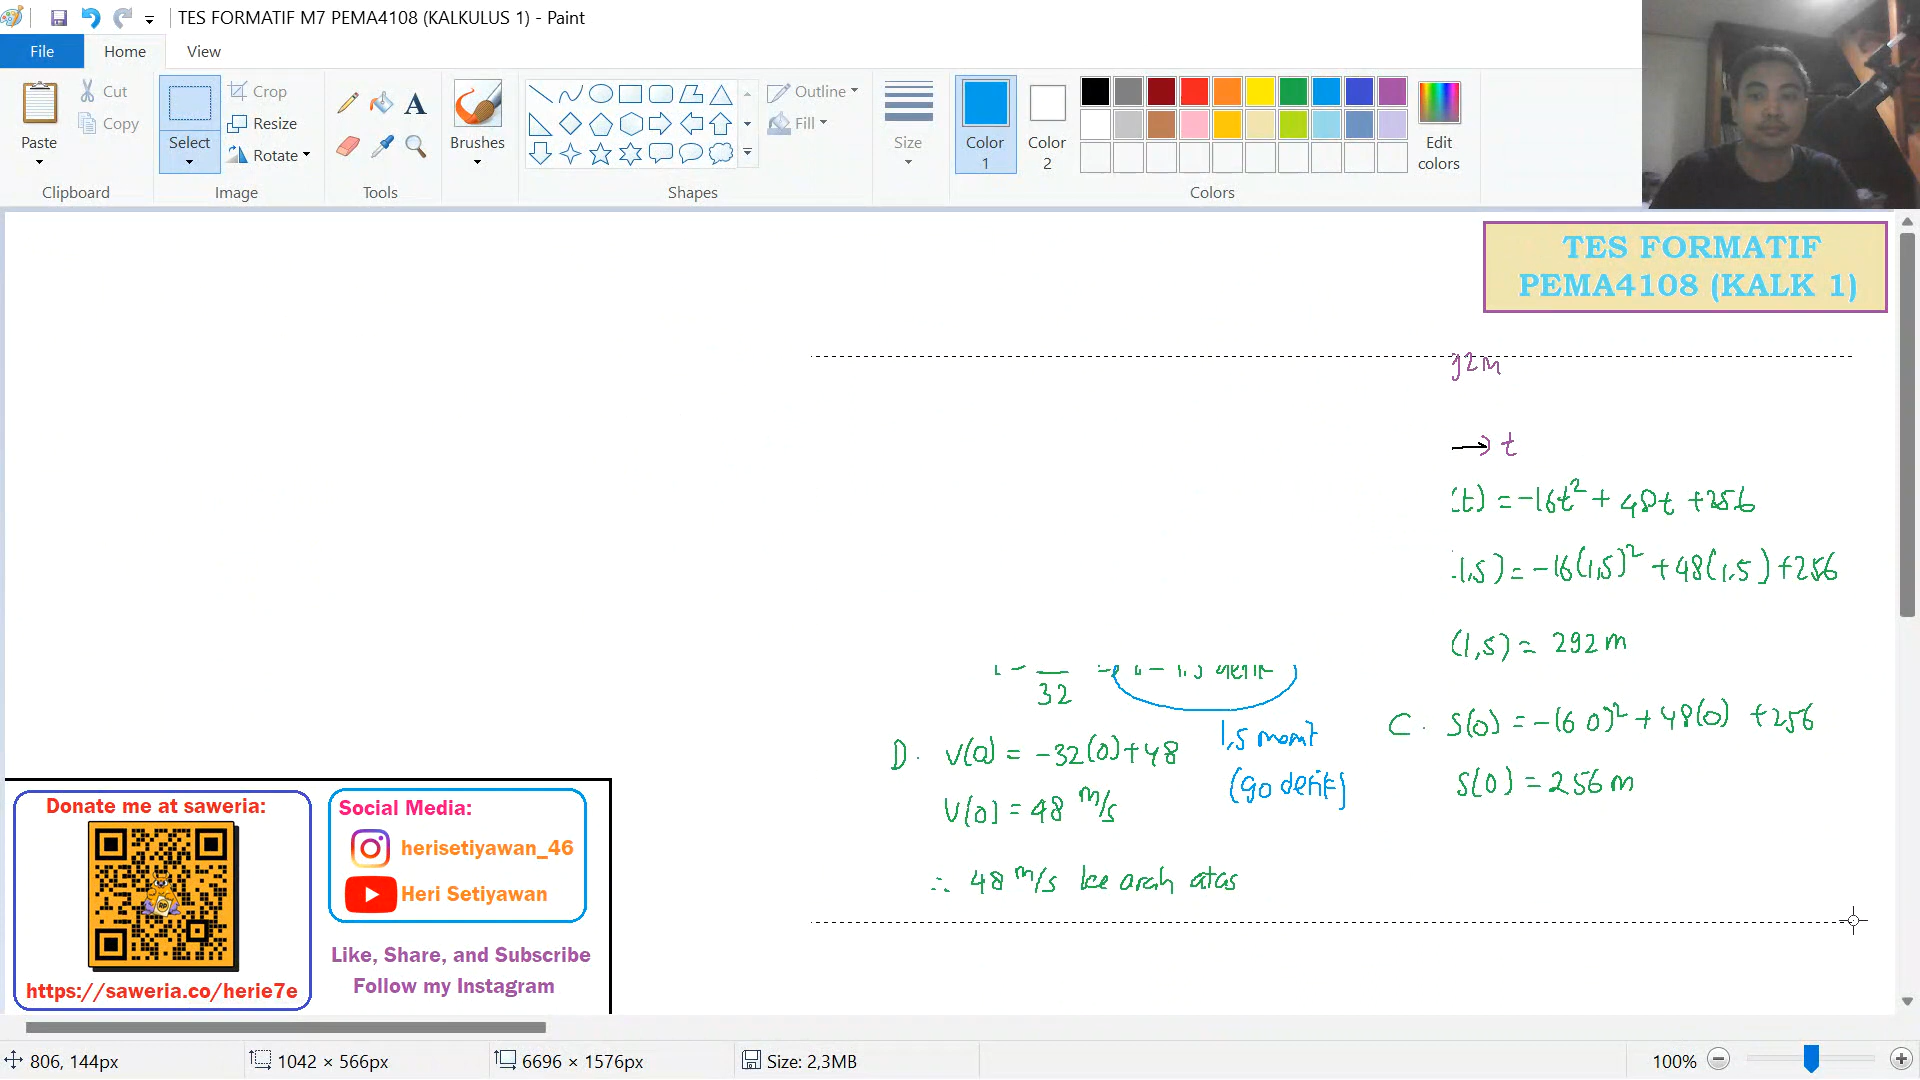 TES FORMATIF M7 PEMA4108 (KALKULUS 1) - Paint
File Home View
Paste
Cut
Copy
Clipboard
Select
Crop
Resize
Rotate
Image
Tools
Brushes
Shapes
Outline
Fill
Size
Color 1
Color 2
Edit colors
Colors
TES FORMATIF
PEMA4108 (KALK 1)
92m
→ t
(t) = -16t² + 48t + 256
(1,5) = -16(1,5)² + 48(1,5) + 256
(1,5) = 292 m
32
1,5 menit
(90 detik)
C. S(0) = -16 0)² + 48(0) + 256
S(0) = 256 m
D. V(0) = -32(0) + 48
V(0) = 48 m/s
∴ 48 m/s ke arah atas
Donate me at saweria:
https://saweria.co/herie7e
Social Media:
herisetiyawan_46
Heri Setiyawan
Like, Share, and Subscribe
Follow my Instagram
806, 144px
1042 × 566px
6696 × 1576px
Size: 2,3MB
100%